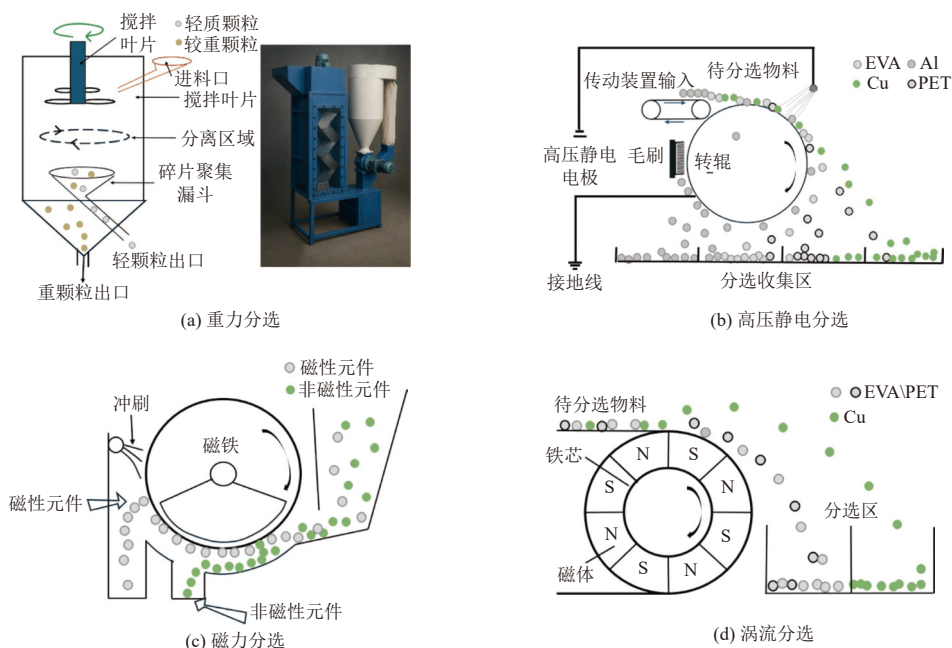 搅拌
叶片
轻质颗粒
较重颗粒
进料口
搅拌叶片
分离区域
碎片聚集
漏斗
轻颗粒出口
重颗粒出口
(a) 重力分选
待分选物料
传动装置输入
EVA
Al
Cu
PET
高压静电
电极
毛刷
转辊
接地线
分选收集区
(b) 高压静电分选
磁性元件
非磁性元件
冲刷
磁铁
磁性元件
非磁性元件
(c) 磁力分选
EVA\PET
Cu
待分选物料
铁芯
磁体
N
S
S
N
N
S
S
N
分选区
(d) 涡流分选